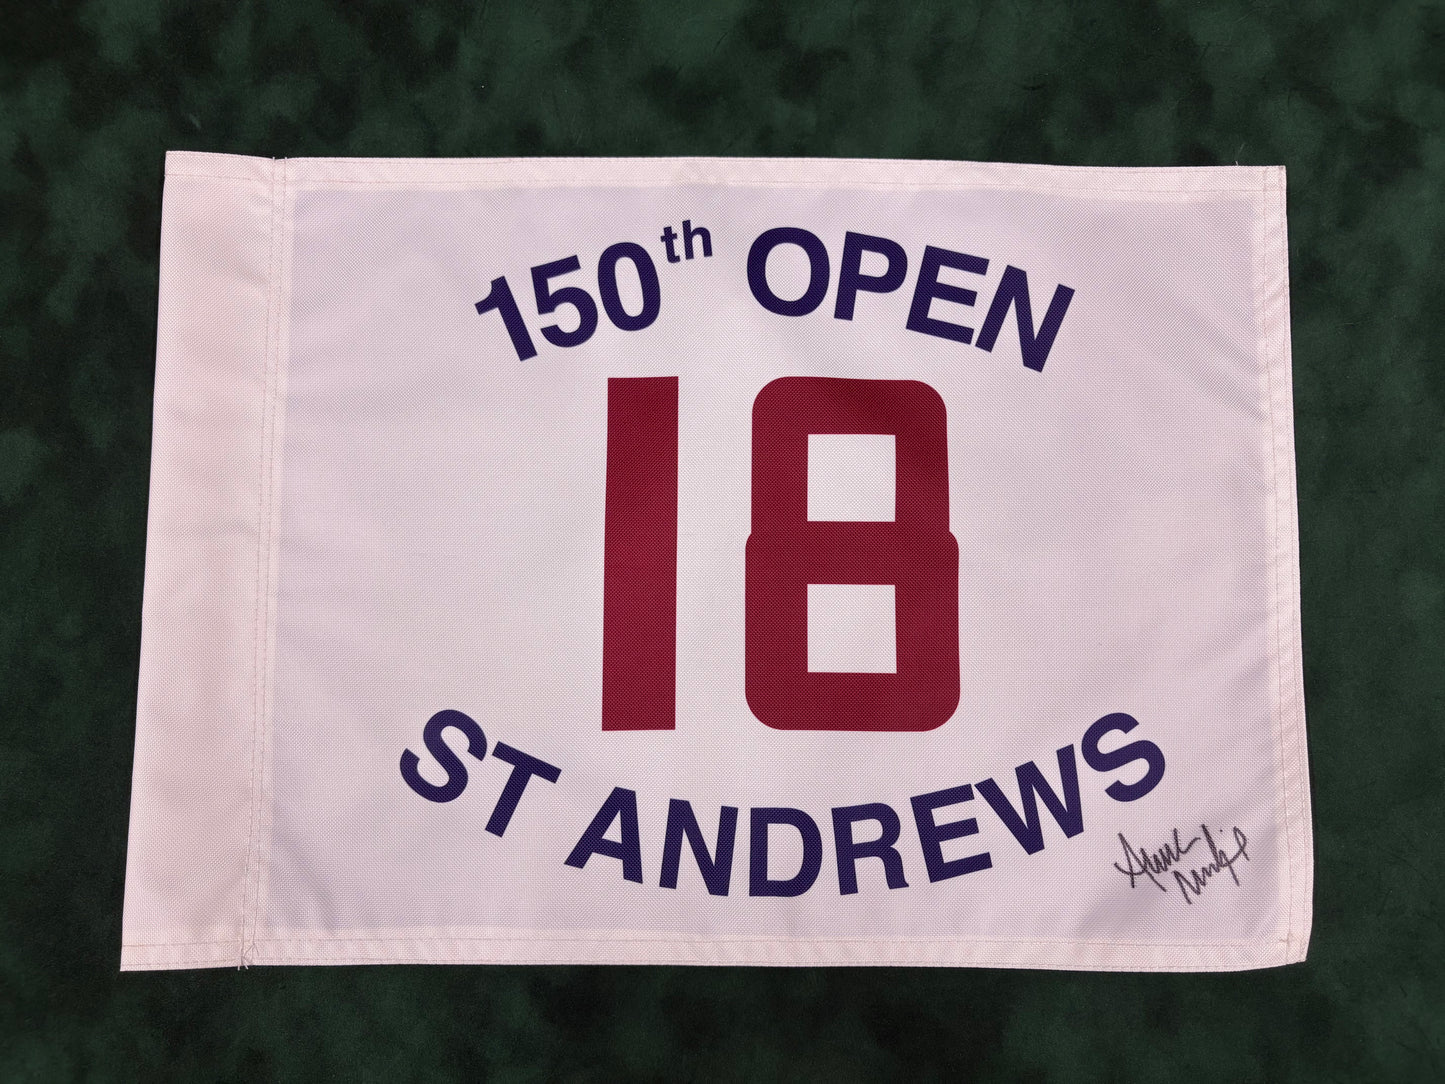 150th OPEN
18
ST ANDREWS